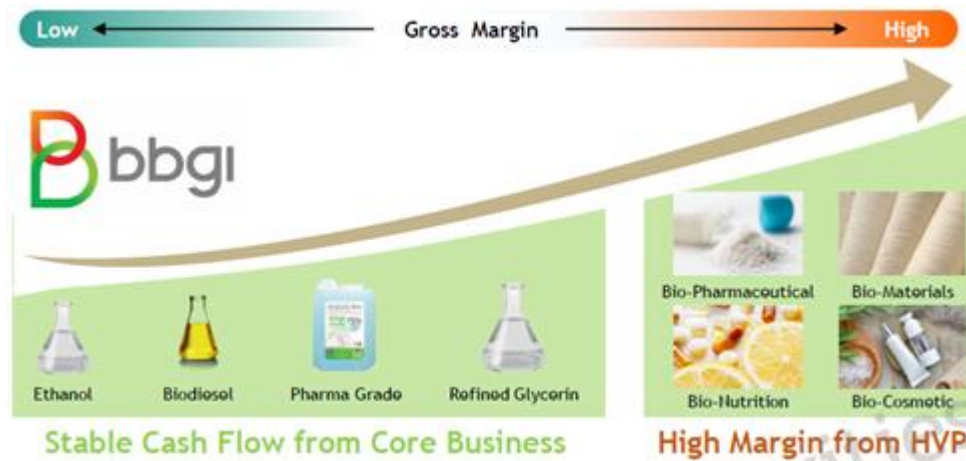 Low Gross Margin High
bbgi
Bio-Pharmaceutical Bio-Materials
Ethanol Biodiesel Pharma Grade Refined Glycerin
Bio-Nutrition Bio-Cosmetic
Stable Cash Flow from Core Business High Margin from HVP